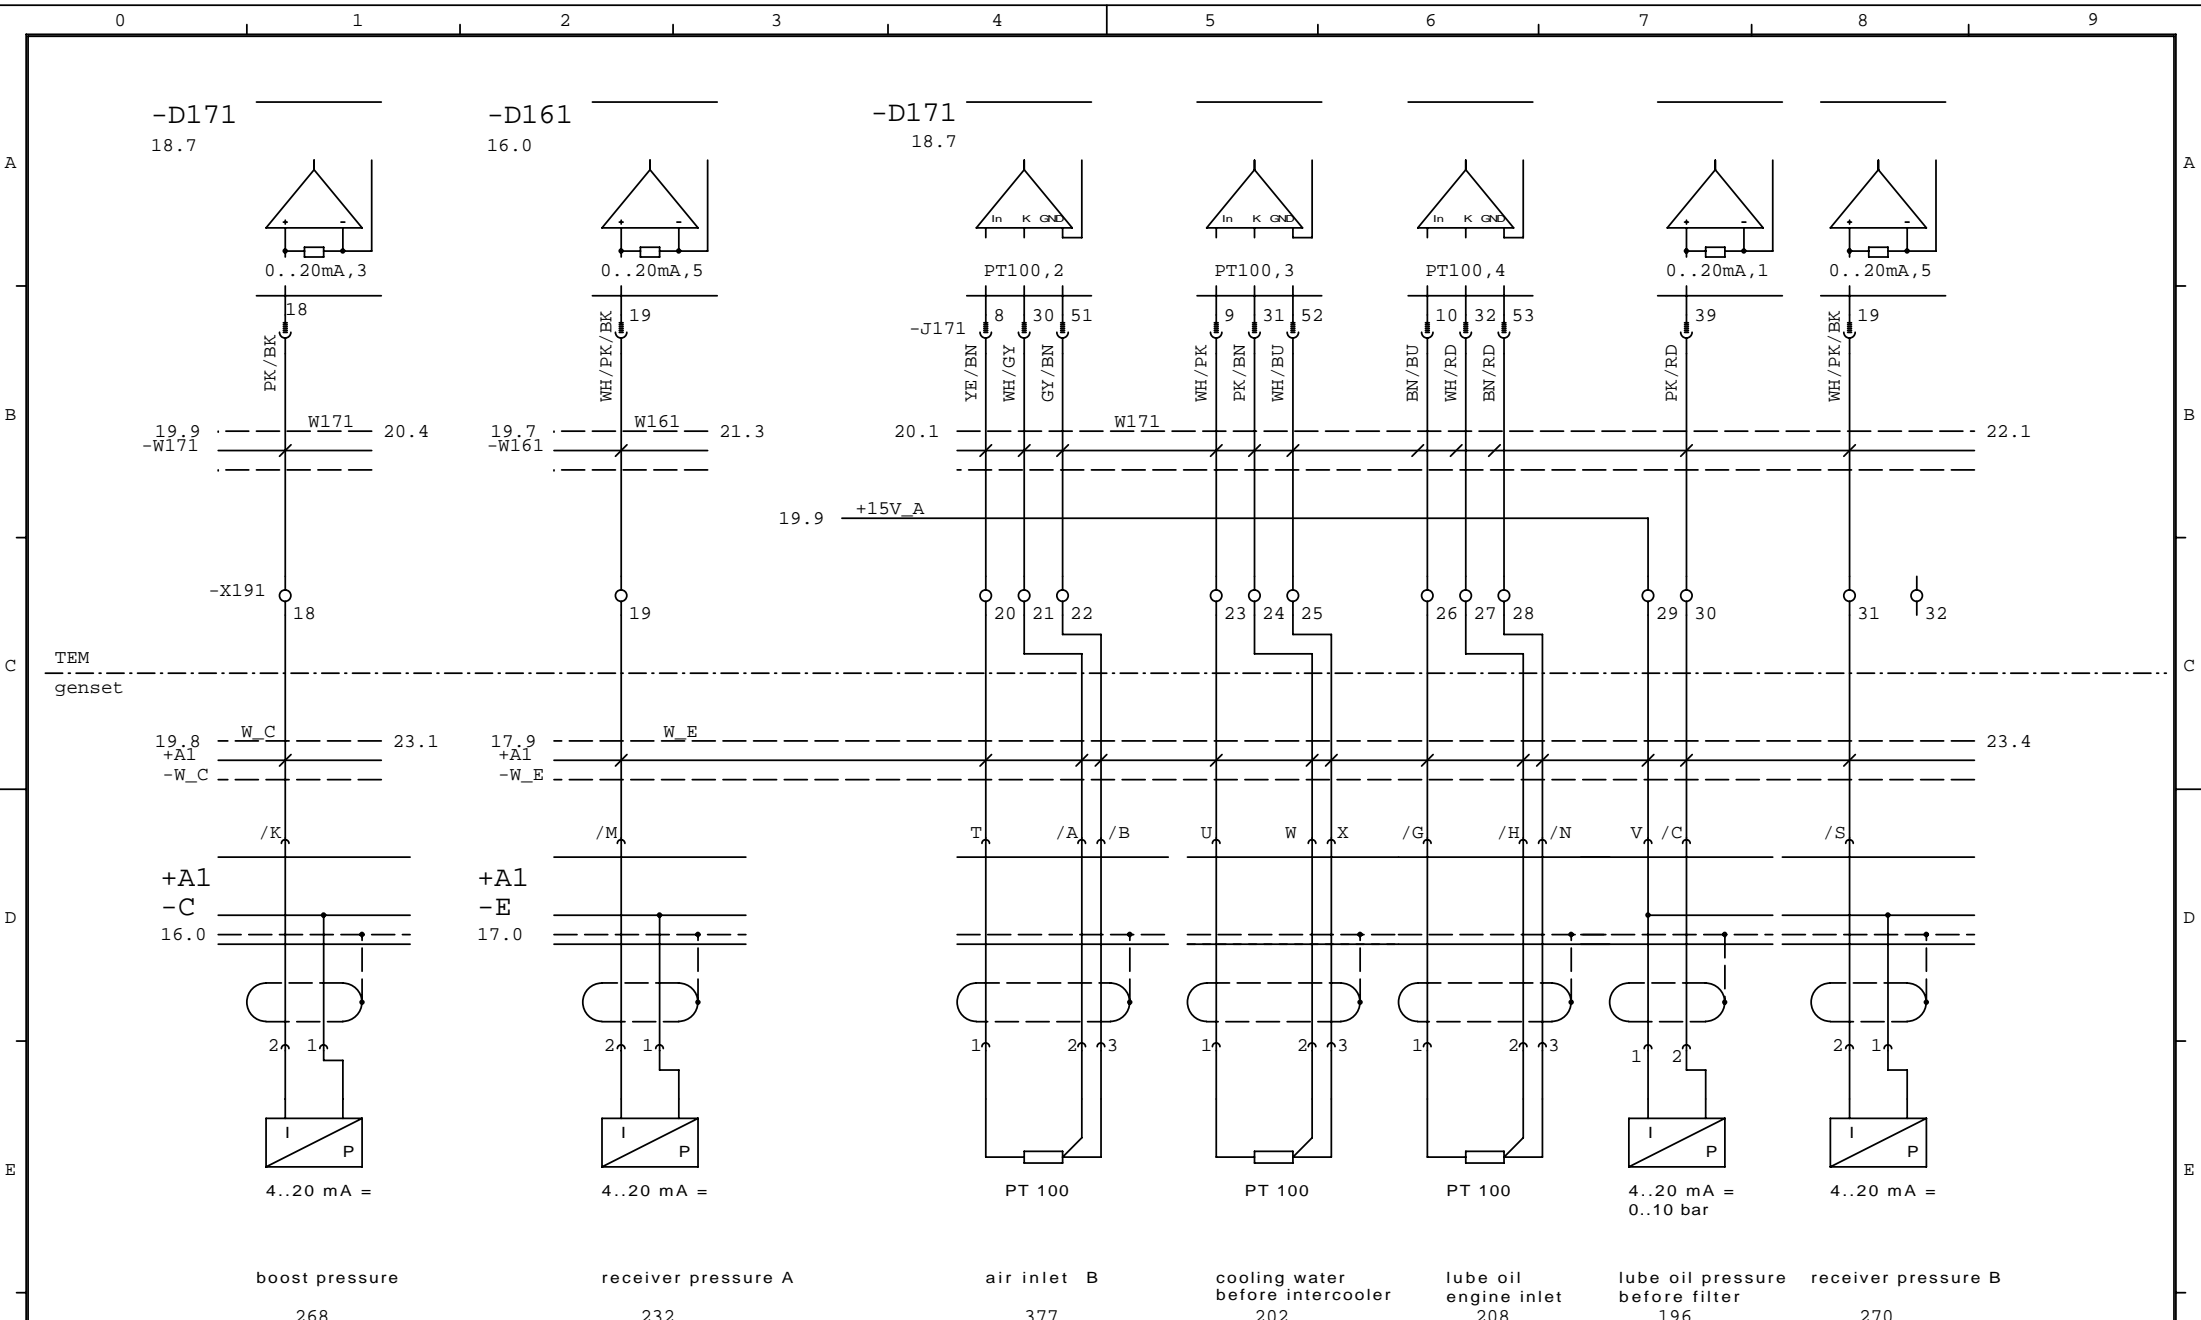 0 1 2 3 4 5 6 7 8 9
-D171 -D161 -D171
18.7 16.0 18.7
A A
+ - + - In K GND In K GND In K GND + - + -
0..20mA,3 0..20mA,5 PT100,2 PT100,3 PT100,4 0..20mA,1 0..20mA,5
18 19 8 30 51 9 31 52 10 32 53 39 19
-J171
PK/BK WH/PK/BK YE/BN WH/GY GY/BN WH/PK PK/BN WH/BU BN/BU WH/RD BN/RD PK/RD WH/PK/BK
B B
W171 W161 W171
19.9 20.4 19.7 21.3 20.1 22.1
-W171 -W161
19.9 +15V_A
-X191
18 19 20 21 22 23 24 25 26 27 28 29 30 31 32
TEM
C C
genset
W_C W_E
19.8 23.1 17.9 23.4
+A1 +A1
-W_C -W_E
/K /M T /A /B U W X /G /H /N V /C /S
+A1 +A1
-C -E
D D
16.0 17.0
2 1 2 1 1 2 3 1 2 3 1 2 3 1 2 2 1
I P I P I P I P
E E
4..20 mA = 4..20 mA = PT 100 PT 100 PT 100 4..20 mA = 4..20 mA =
0..10 bar
boost pressure receiver pressure A air inlet B cooling water lube oil lube oil pressure receiver pressure B
before intercooler engine inlet before filter
268 232 377 202 208 196 270